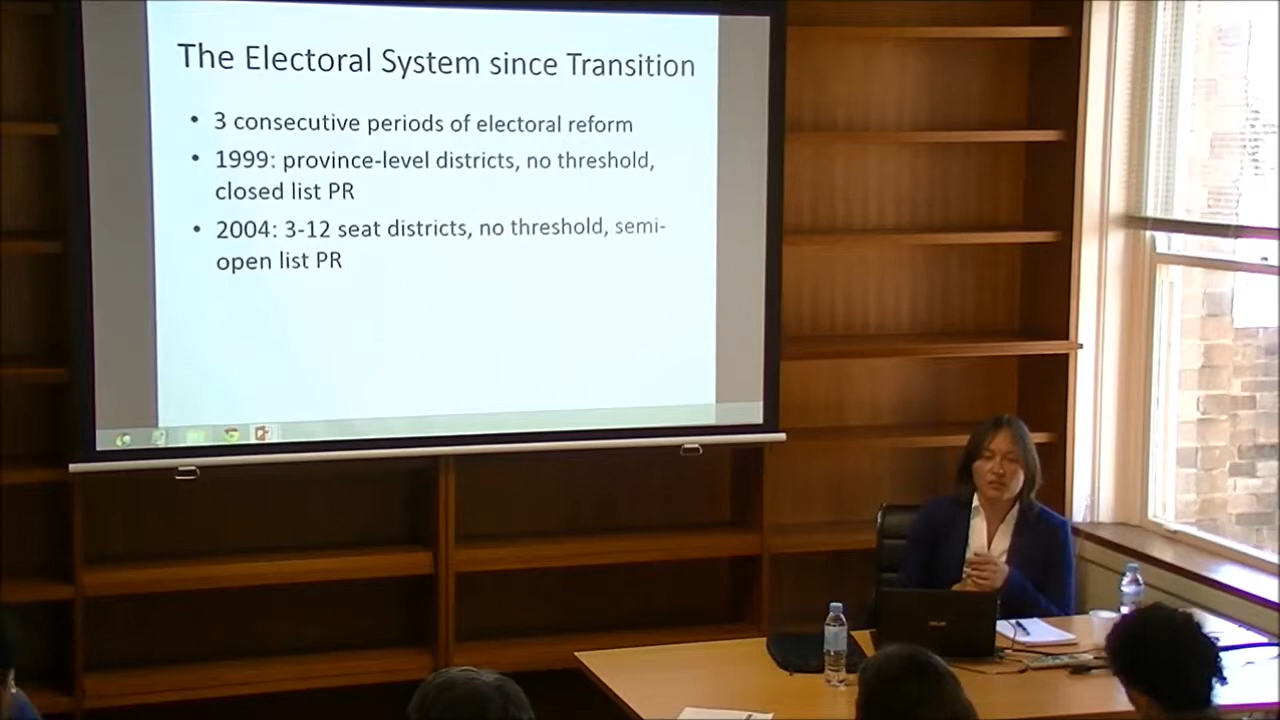 The Electoral System since Transition
• 3 consecutive periods of electoral reform
• 1999: province-level districts, no threshold,
closed list PR
• 2004: 3-12 seat districts, no threshold, semi-
open list PR
ASUS